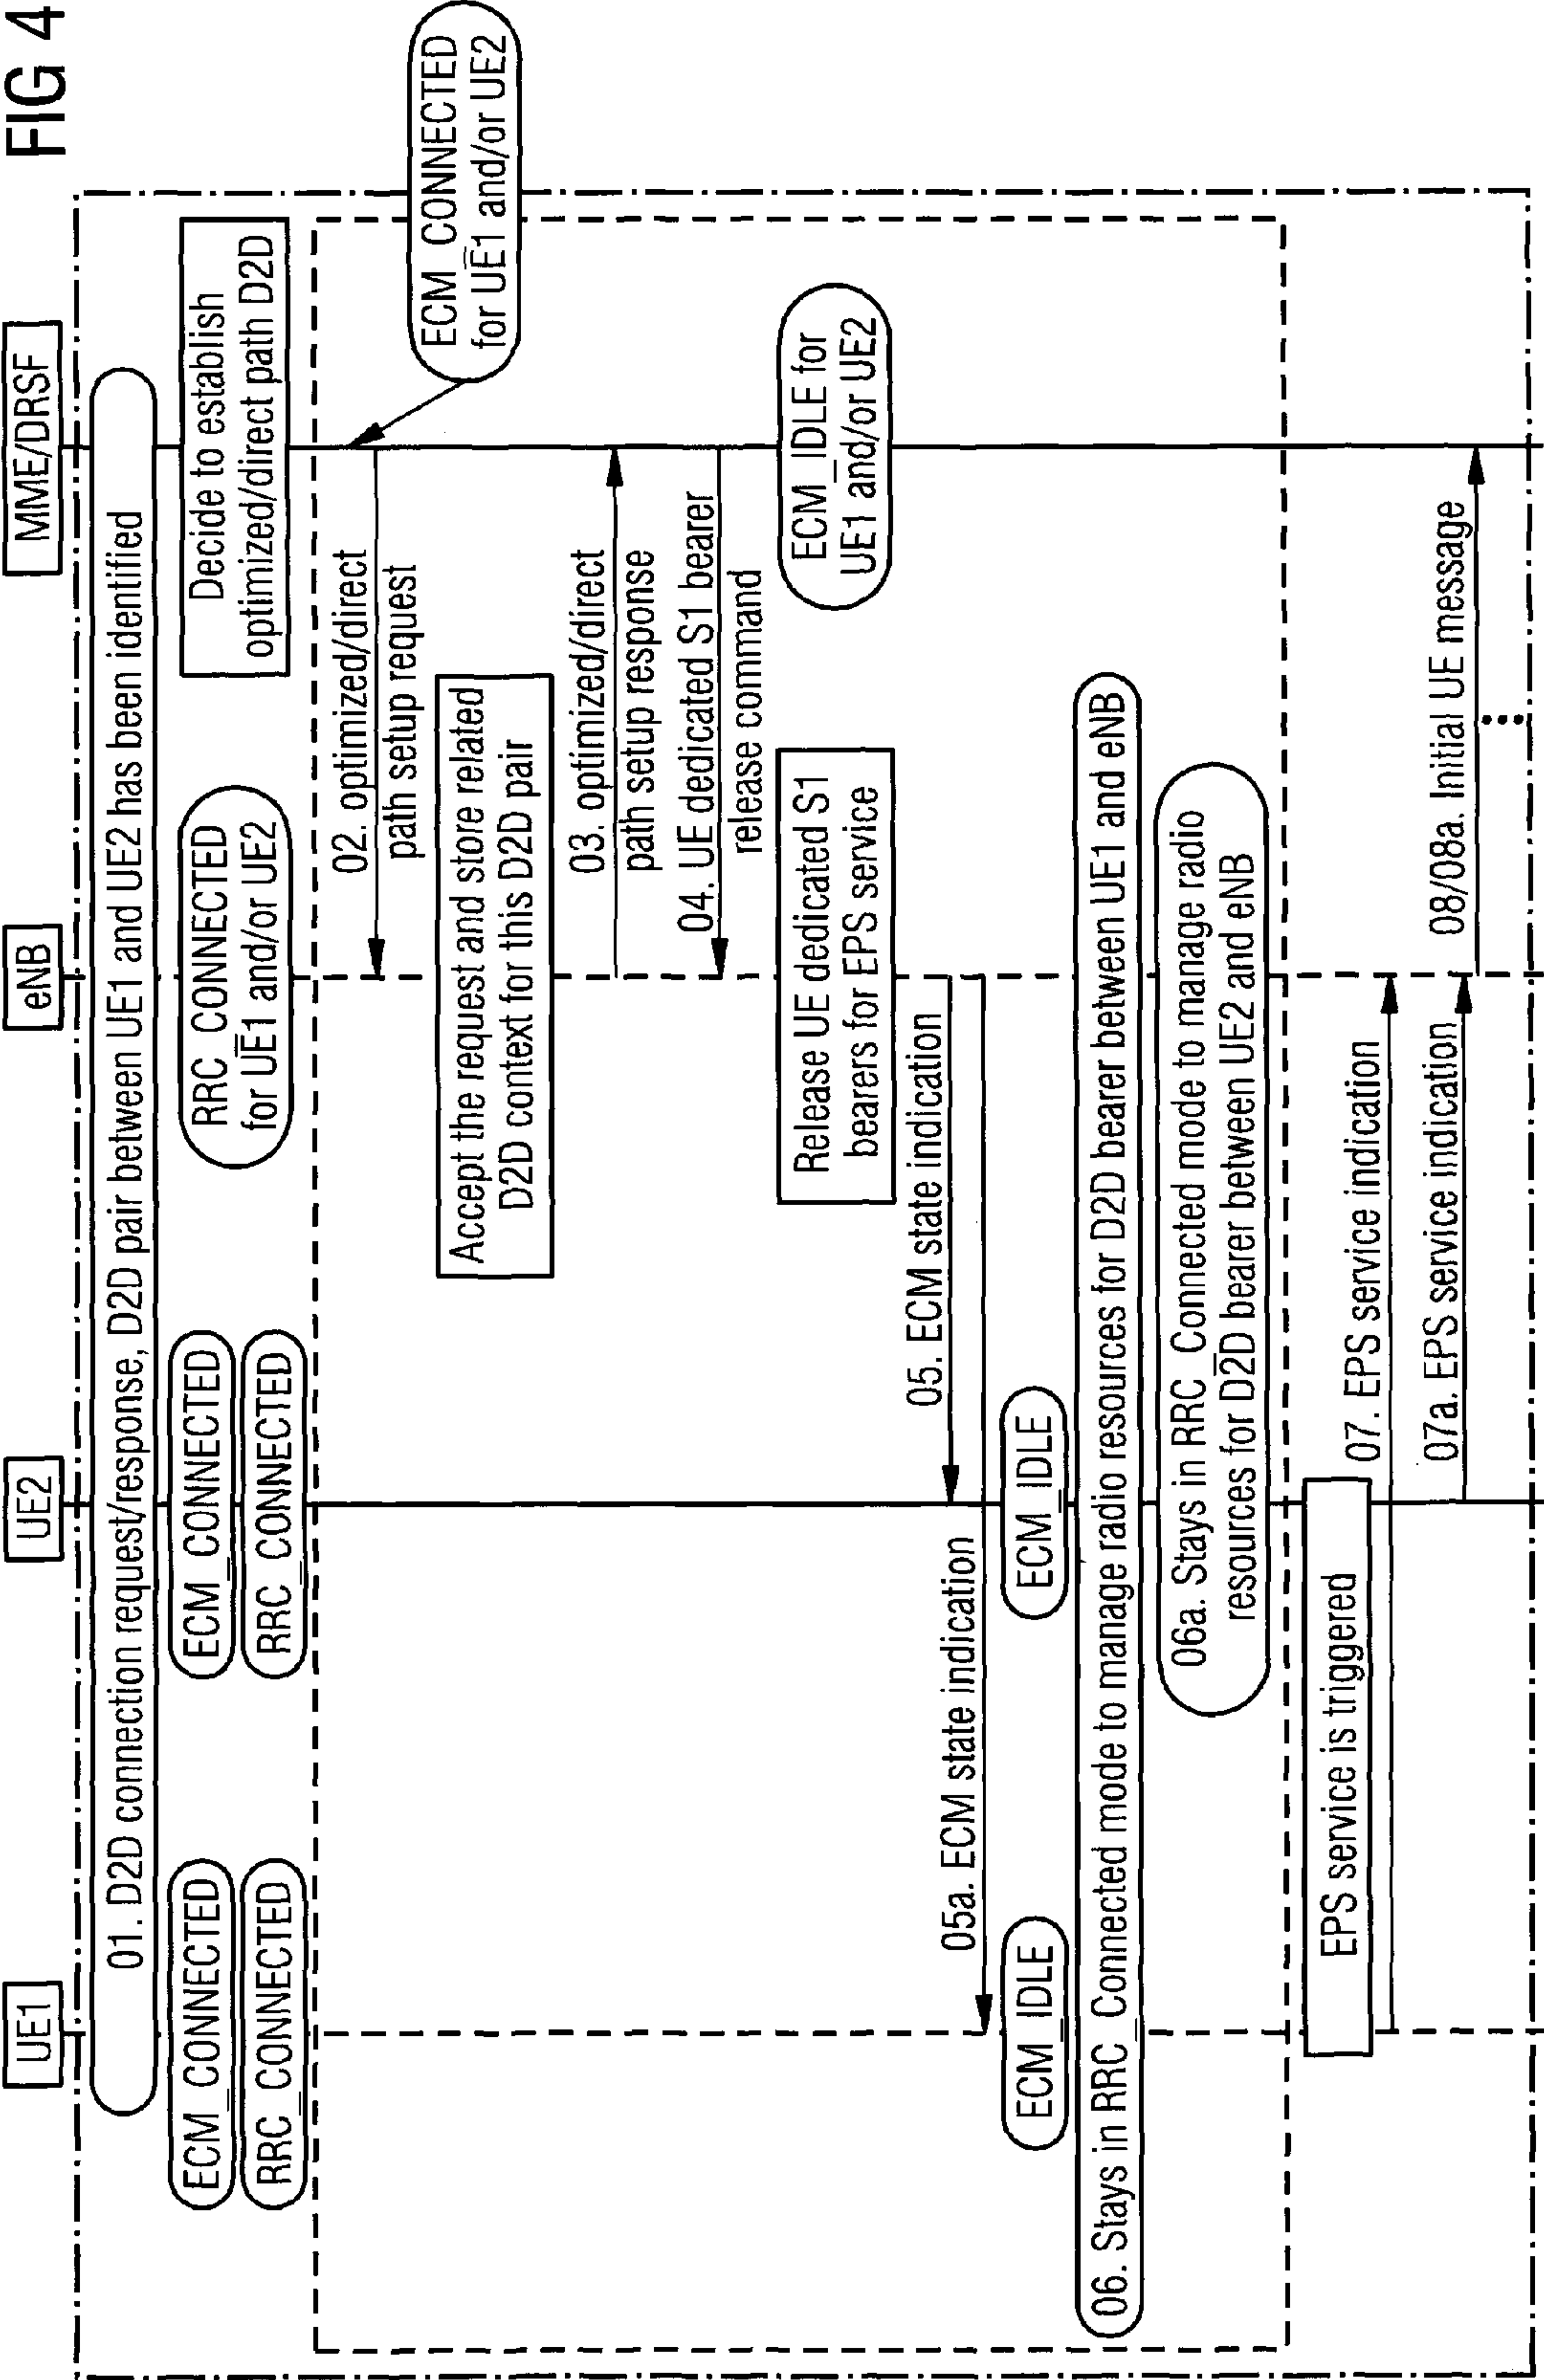 FIG 4
UE1
UE2
eNB
MME/DRSF
01. D2D connection request/response, D2D pair between UE1 and UE2 has been identified
ECM_CONNECTED
RRC_CONNECTED
ECM_CONNECTED
RRC_CONNECTED
RRC_CONNECTED
for UE1 and/or UE2
Decide to establish
optimized/direct path D2D
ECM_CONNECTED
for UE1 and/or UE2
02. optimized/direct
path setup request
Accept the request and store related
D2D context for this D2D pair
03. optimized/direct
path setup response
04. UE dedicated S1 bearer
release command
Release UE dedicated S1
bearers for EPS service
ECM_IDLE for
UE1 and/or UE2
05. ECM state indication
05a. ECM state indication
ECM_IDLE
ECM_IDLE
06. Stays in RRC_Connected mode to manage radio resources for D2D bearer between UE1 and eNB
06a. Stays in RRC_Connected mode to manage radio
resources for D2D bearer between UE2 and eNB
EPS service is triggered
07. EPS service indication
07a. EPS service indication
08/08a. Initial UE message